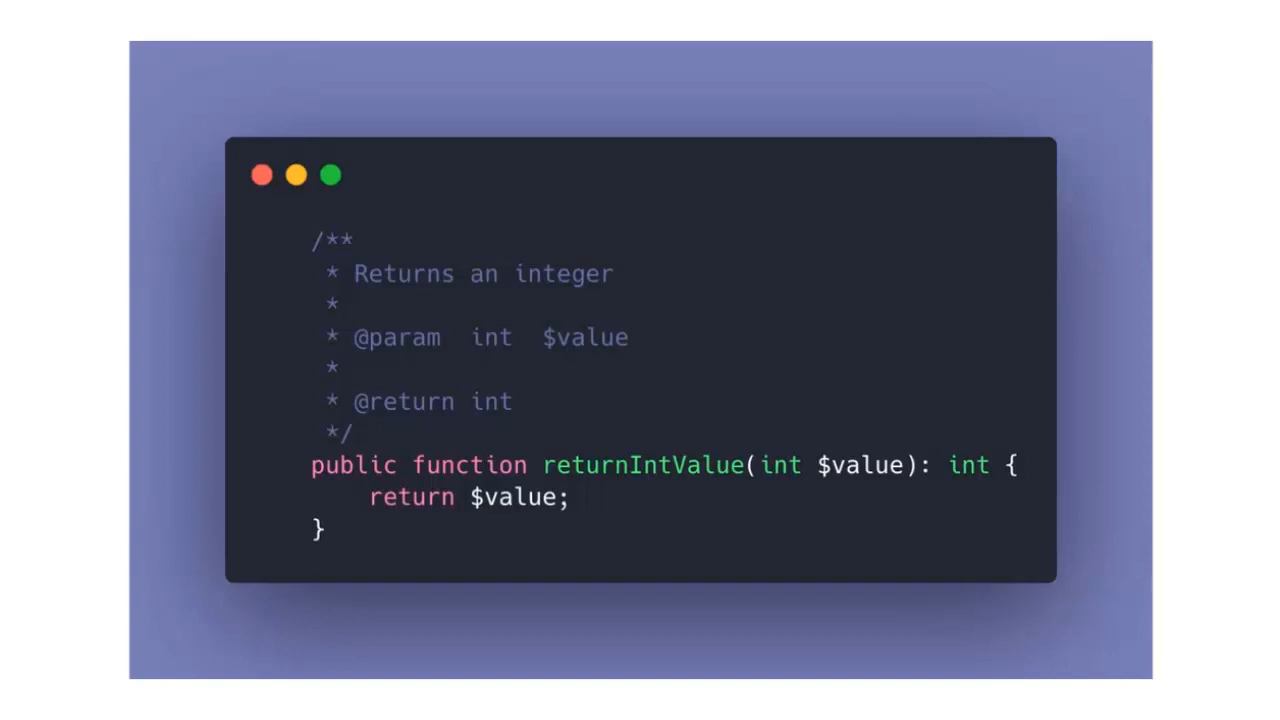 /**
 * Returns an integer
 *
 * @param  int  $value
 *
 * @return int
 */
public function returnIntValue(int $value): int {
    return $value;
}